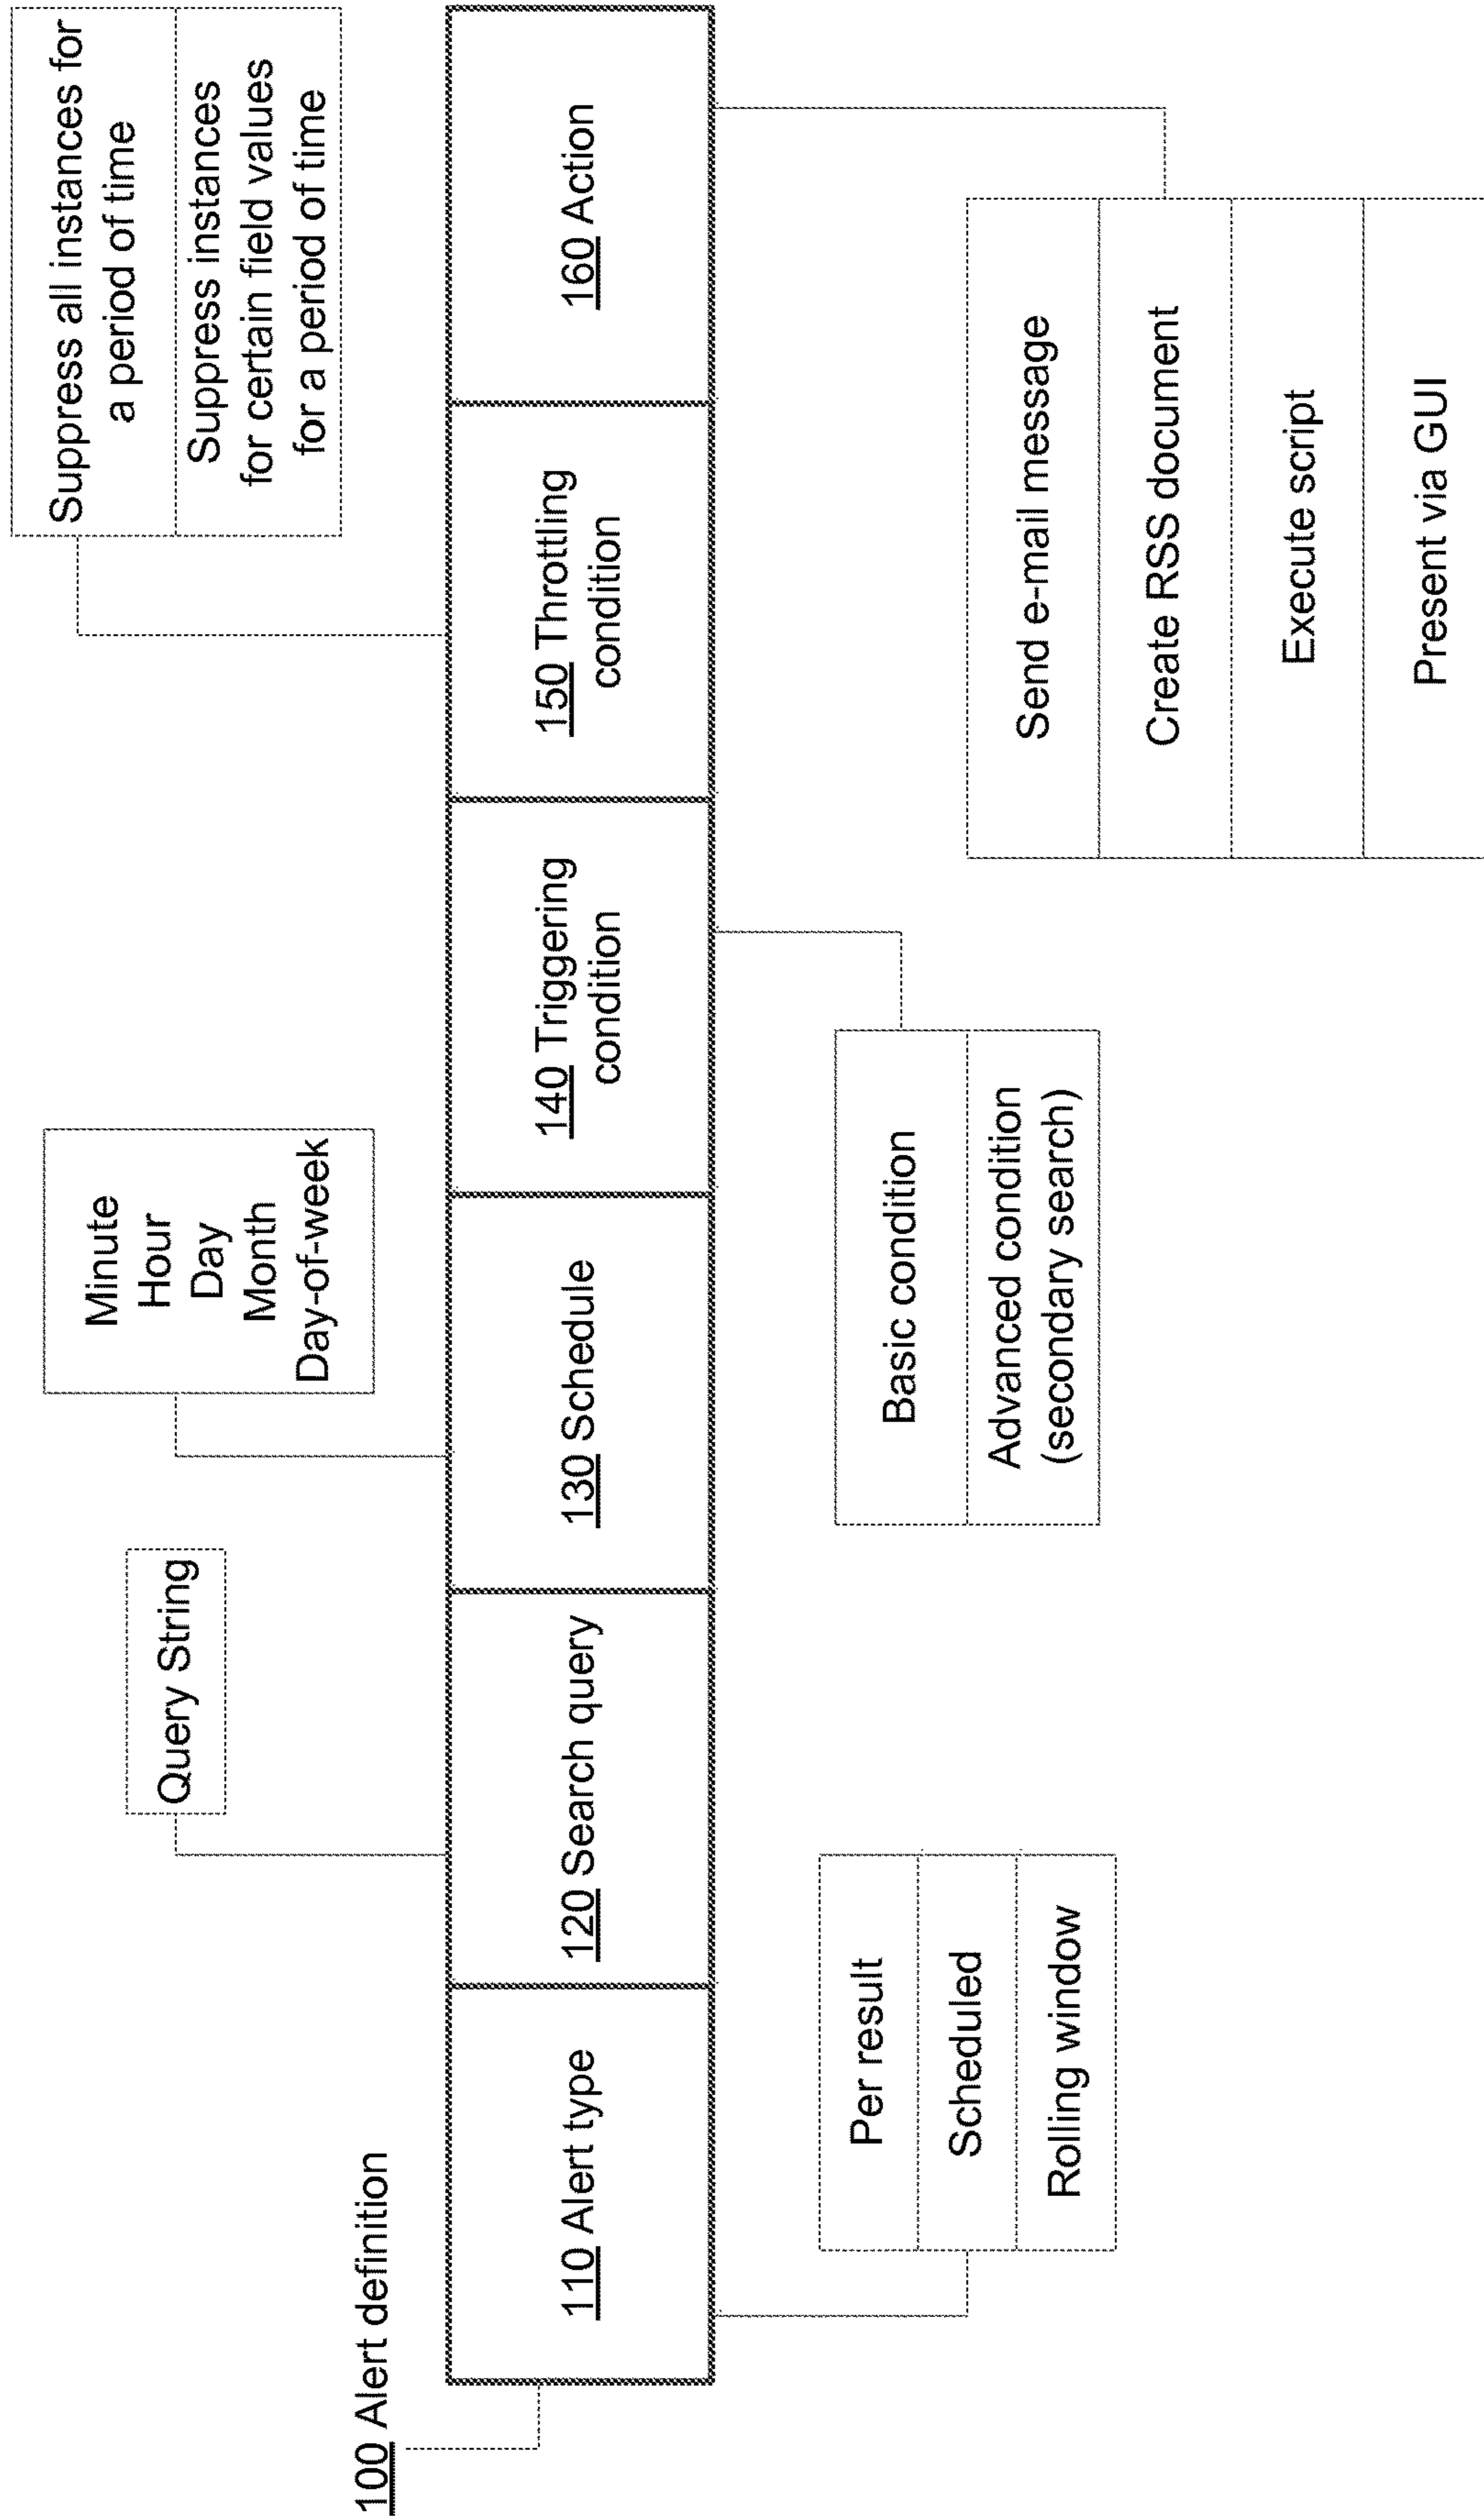 100 Alert definition
Query String
Minute
Hour
Day
Month
Day-of-week
Suppress all instances for
a period of time
Suppress instances
for certain field values
for a period of time
110 Alert type
120 Search query
130 Schedule
140 Triggering
condition
150 Throttling
condition
160 Action
Per result
Scheduled
Rolling window
Basic condition
Advanced condition
(secondary search)
Send e-mail message
Create RSS document
Execute script
Present via GUI